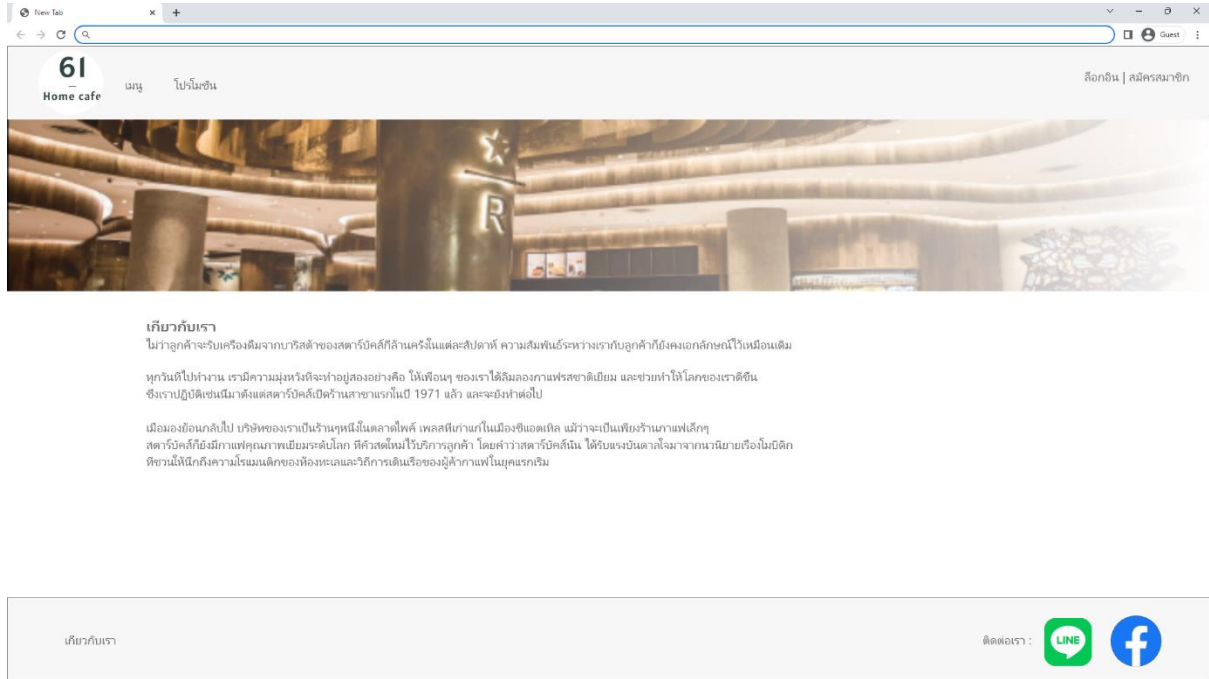 New Tab
Guest
61
Home cafe
เมนู
โปรโมชัน
ล็อกอิน | สมัครสมาชิก
R
เกียวกับเรา
ไม่ว่าลูกค้าจะรับเครืองดืมจากบาริสต้าของสตาร์บัคส์กีล้านครังในแต่ละสัปดาห์ ความสัมพันธ์ระหว่างเรากับลูกค้าก็ยังคงเอกลักษณ์ไว้เหมือนเดิม
ทุกวันทีไปทำงาน เรามีความมุ่งหวังทีจะทำอยู่สองอย่างคือ ให้เพือนๆ ของเราได้ลิมลองกาแฟรสชาติเยียม และช่วยทำให้โลกของเราดีขึน
ซึงเราปฏิบัติเช่นนีมาตังแต่สตาร์บัคส์เปิดร้านสาขาแรกในปี 1971 แล้ว และจะยังทำต่อไป
เมือมองย้อนกลับไป บริษัทของเราเป็นร้านๆหนึงในตลาดไพค์ เพลสทีเก่าแก่ในเมืองซีแอตเทิล แม้ว่าจะเป็นเพียงร้านกาแฟเล็กๆ
สตาร์บัคส์ก็ยังมีกาแฟคุณภาพเยียมระดับโลก ทีคัวสดใหม่ไว้บริการลูกค้า โดยคำว่าสตาร์บัคส์นัน ได้รับแรงบันดาลใจมาจากนวนิยายเรืองโมบิดิก
ทีชวนให้นึกถึงความโรแมนติกของท้องทะเลและวิถีการเดินเรือของผู้ค้ากาแฟในยุคแรกเริม
เกียวกับเรา
ติดต่อเรา :
LINE